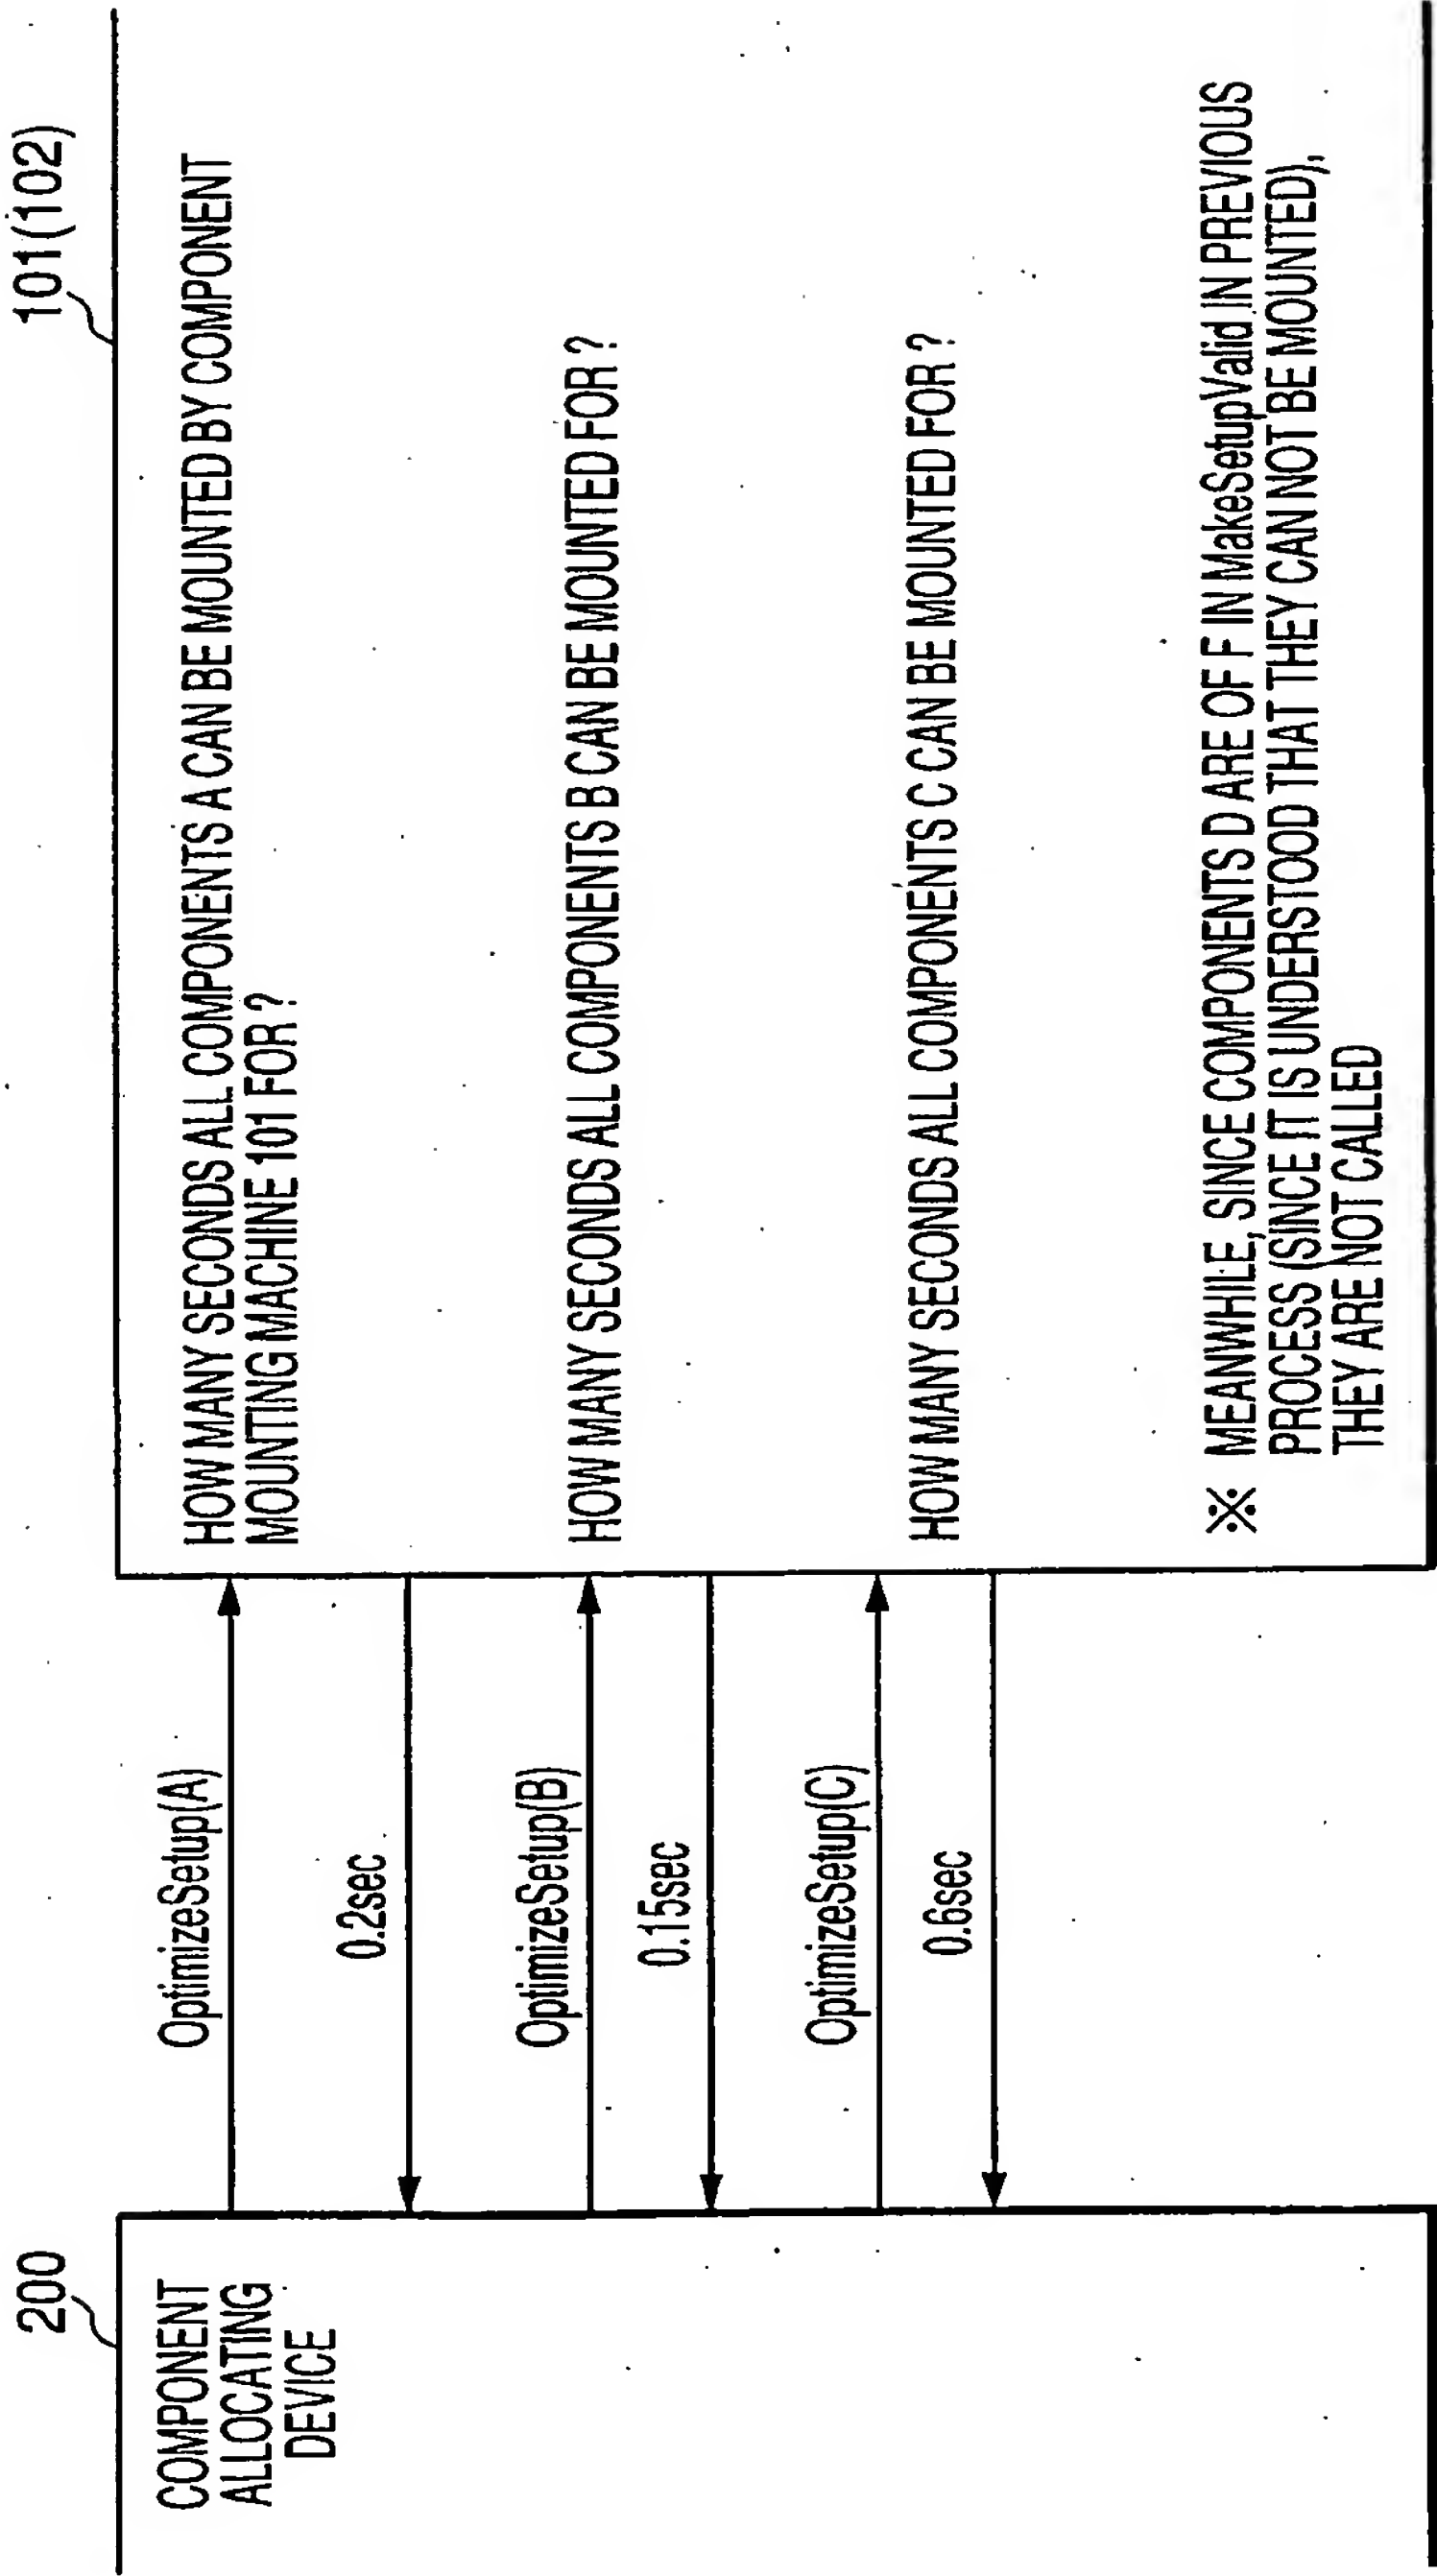 200
COMPONENT
ALLOCATING
DEVICE
OptimizeSetup(A)
0.2sec
OptimizeSetup(B)
0.15sec
OptimizeSetup(C)
0.6sec
101(102)
HOW MANY SECONDS ALL COMPONENTS A CAN BE MOUNTED BY COMPONENT
MOUNTING MACHINE 101 FOR ?
HOW MANY SECONDS ALL COMPONENTS B CAN BE MOUNTED FOR ?
HOW MANY SECONDS ALL COMPONENTS C CAN BE MOUNTED FOR ?
※ MEANWHILE, SINCE COMPONENTS D ARE OF F IN MakeSetupValid IN PREVIOUS
PROCESS (SINCE IT IS UNDERSTOOD THAT THEY CAN NOT BE MOUNTED),
THEY ARE NOT CALLED